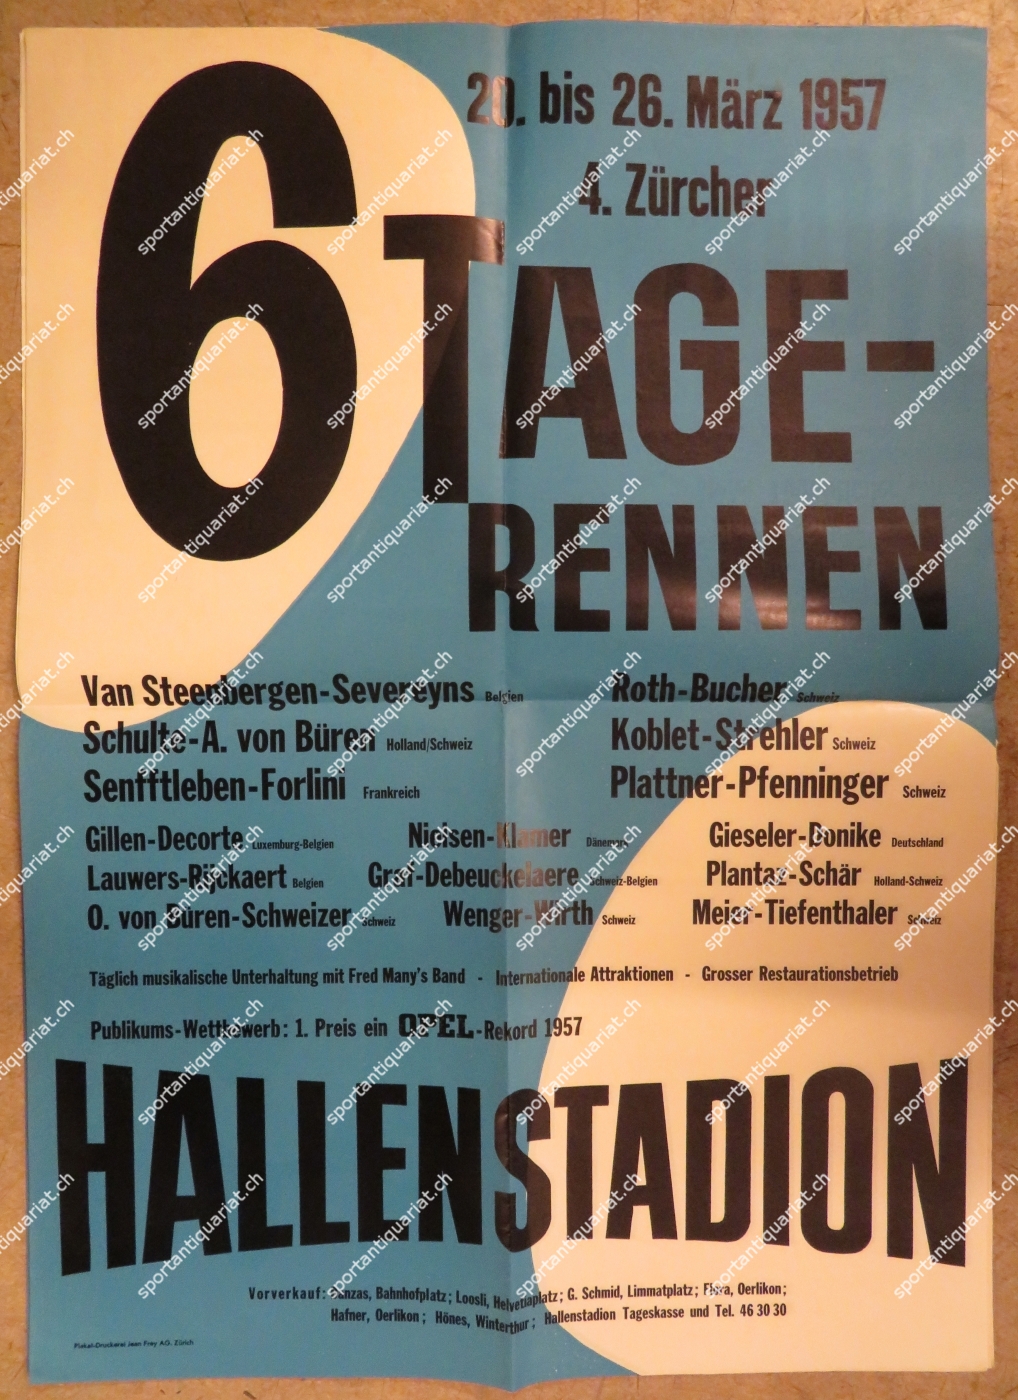 20. bis 26. März 1957
4. Zürcher
6 TAGE-
RENNEN
Van Steenbergen-Severeyns Belgien
Roth-Bucher Schweiz
Schulte-A. von Büren Holland/Schweiz
Koblet-Strehler Schweiz
Senfftleben-Forlini Frankreich
Plattner-Pfenninger Schweiz
Gillen-Decorte Luxemburg-Belgien
Nielsen-Klamer Dänemark
Gieseler-Donike Deutschland
Lauwers-Rijckaert Belgien
Graf-Debeuckelaere Schweiz-Belgien
Plantaz-Schär Holland-Schweiz
O. von Büren-Schweizer Schweiz
Wenger-Wirth Schweiz
Meier-Tiefenthaler Schweiz
Täglich musikalische Unterhaltung mit Fred Many's Band - Internationale Attraktionen - Grosser Restaurationsbetrieb
Publikums-Wettbewerb: 1. Preis ein OPEL-Rekord 1957
HALLENSTADION
Vorverkauf: Danzas, Bahnhofplatz; Loosli, Helvetiaplatz; G. Schmid, Limmatplatz; Flora, Oerlikon;
Hafner, Oerlikon; Hönes, Winterthur; Hallenstadion Tageskasse und Tel. 46 30 30
Plakat-Druckerei Jean Frey AG. Zürich
sportantiquariat.ch